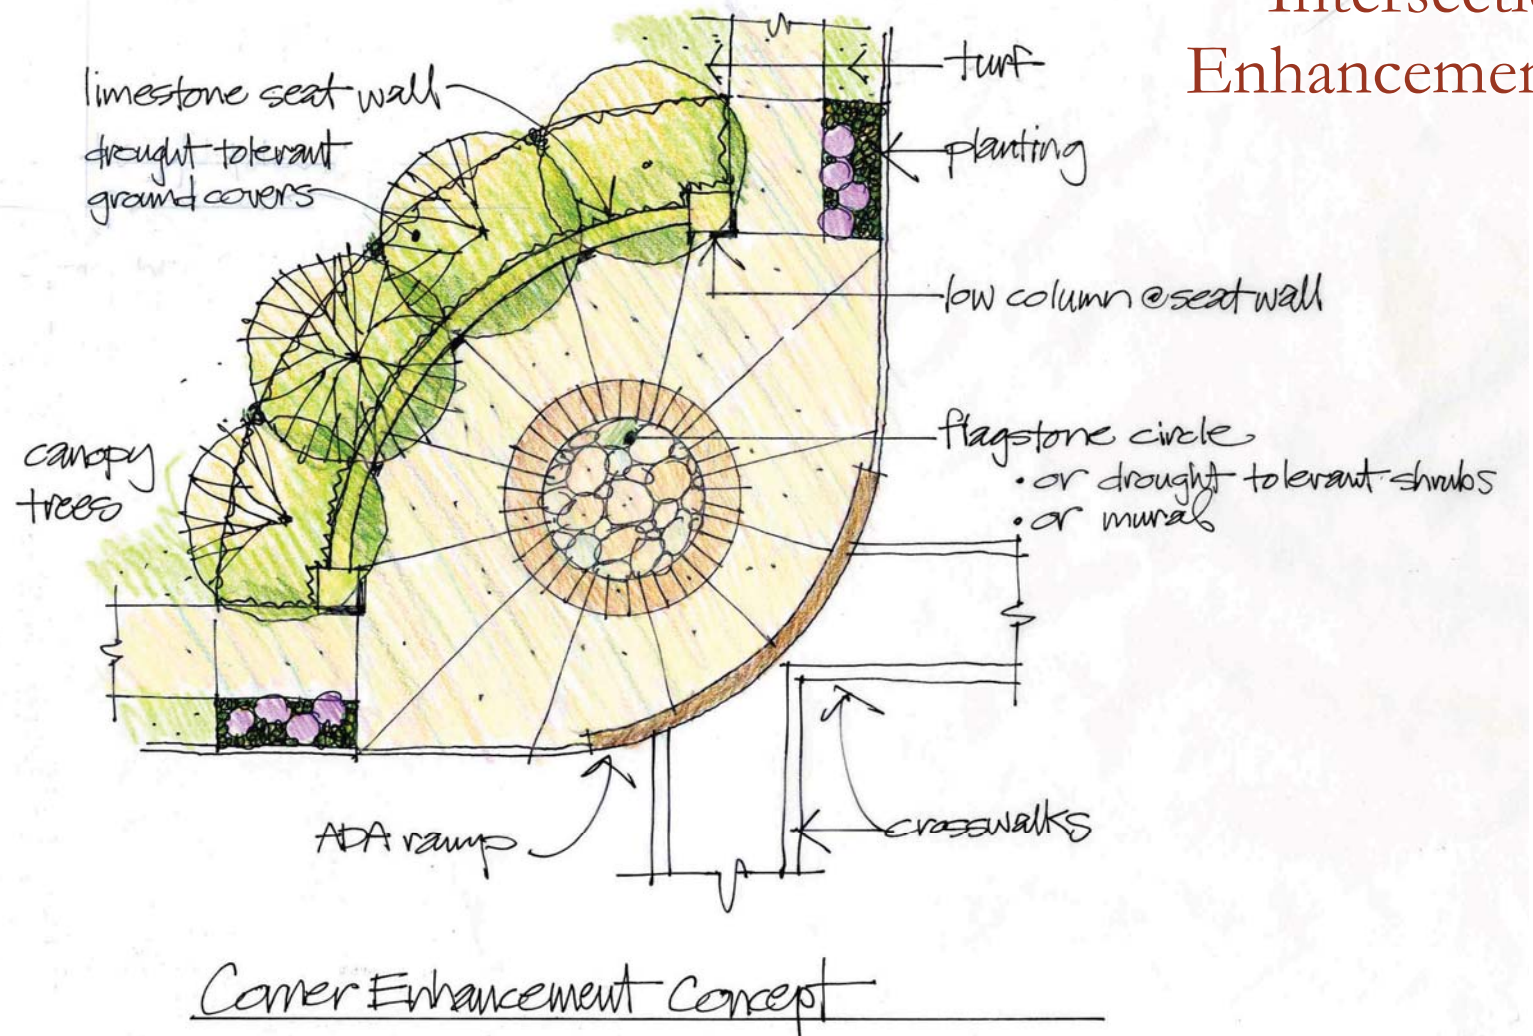 Intersectio
Enhancemen
limestone seat wall
drought tolerant
ground covers
turf
planting
low column @ seat wall
canopy
trees
flagstone circle
• or drought tolerant shrubs
• or mural
ADA ramp
crosswalks
Corner Enhancement Concept